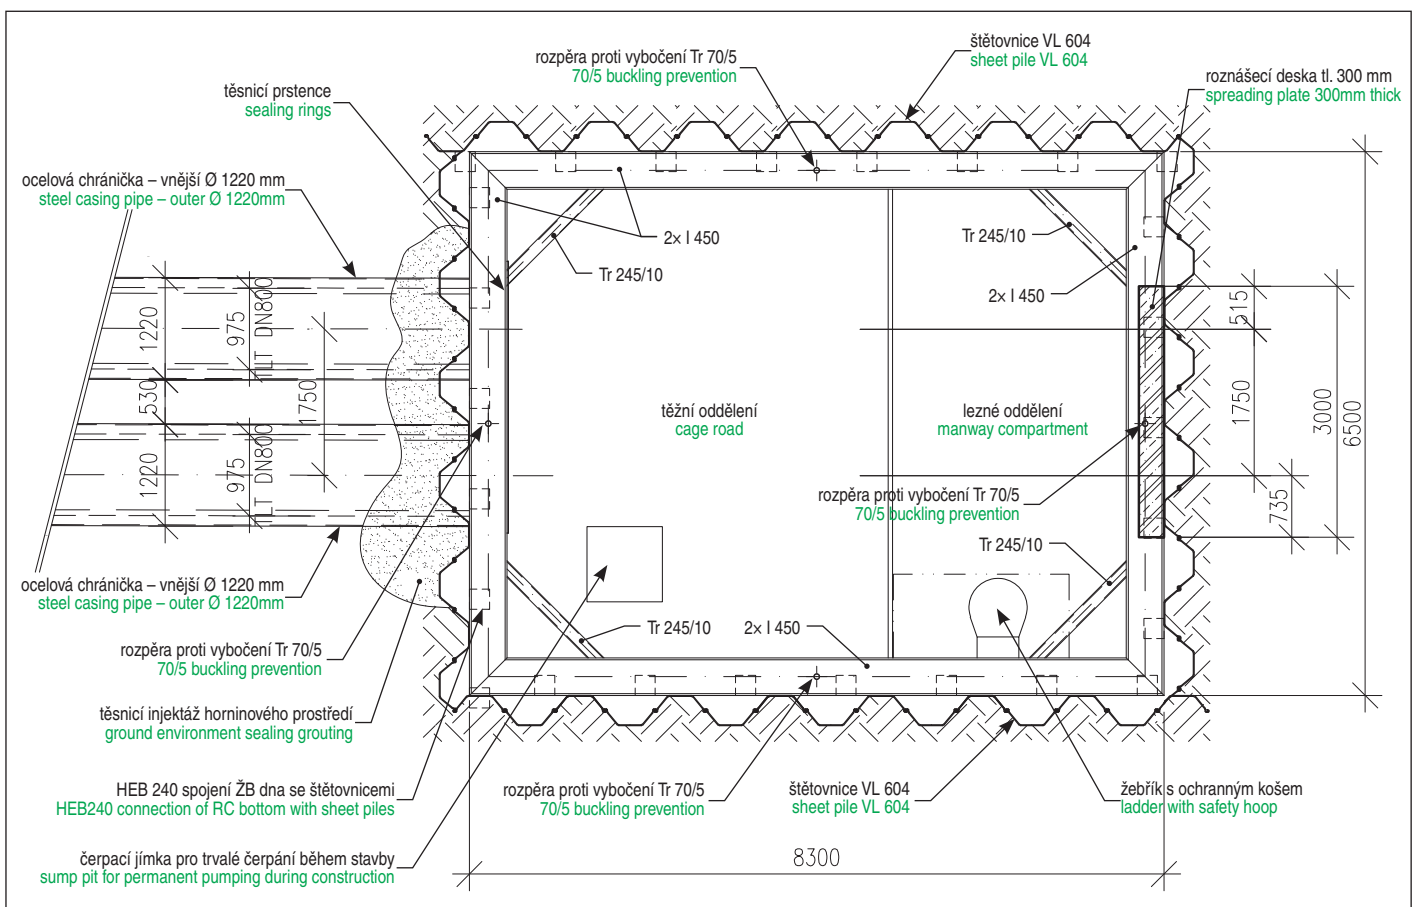 štětovnice VL 604
sheet pile VL 604
rozpěra proti vybočení Tr 70/5
70/5 buckling prevention
roznášecí deska tl. 300 mm
spreading plate 300mm thick
těsnicí prstence
sealing rings
ocelová chránička – vnější Ø 1220 mm
steel casing pipe – outer Ø 1220mm
2× I 450
Tr 245/10
Tr 245/10
2× I 450
1220
975
TLT DN800
530
1750
1220
975
TLT DN800
515
1750
3000
6500
735
těžní oddělení
cage road
lezné oddělení
manway compartment
rozpěra proti vybočení Tr 70/5
70/5 buckling prevention
Tr 245/10
Tr 245/10
2× I 450
ocelová chránička – vnější Ø 1220 mm
steel casing pipe – outer Ø 1220mm
rozpěra proti vybočení Tr 70/5
70/5 buckling prevention
těsnicí injektáž horninového prostředí
ground environment sealing grouting
HEB 240 spojení ŽB dna se štětovnicemi
HEB240 connection of RC bottom with sheet piles
rozpěra proti vybočení Tr 70/5
70/5 buckling prevention
štětovnice VL 604
sheet pile VL 604
žebřík s ochranným košem
ladder with safety hoop
čerpací jímka pro trvalé čerpání během stavby
sump pit for permanent pumping during construction
8300